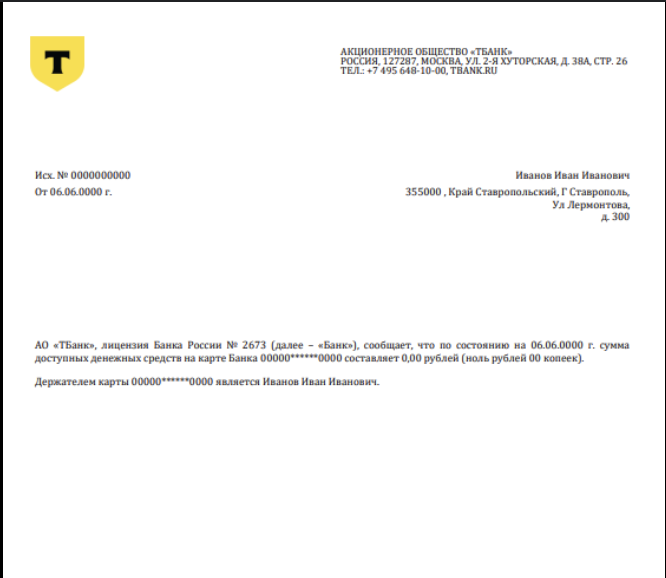 Т
АКЦИОНЕРНОЕ ОБЩЕСТВО «ТБАНК»
РОССИЯ, 127287, МОСКВА, УЛ. 2-Я ХУТОРСКАЯ, Д. 38А, СТР. 26
ТЕЛ.: +7 495 648-10-00, TBANK.RU
Исх. № 0000000000
От 06.06.0000 г.
Иванов Иван Иванович
355000 , Край Ставропольский, Г Ставрополь,
Ул Лермонтова,
д. 300
АО «ТБанк», лицензия Банка России № 2673 (далее – «Банк»), сообщает, что по состоянию на 06.06.0000 г. сумма
доступных денежных средств на карте Банка 00000******0000 составляет 0,00 рублей (ноль рублей 00 копеек).
Держателем карты 00000******0000 является Иванов Иван Иванович.